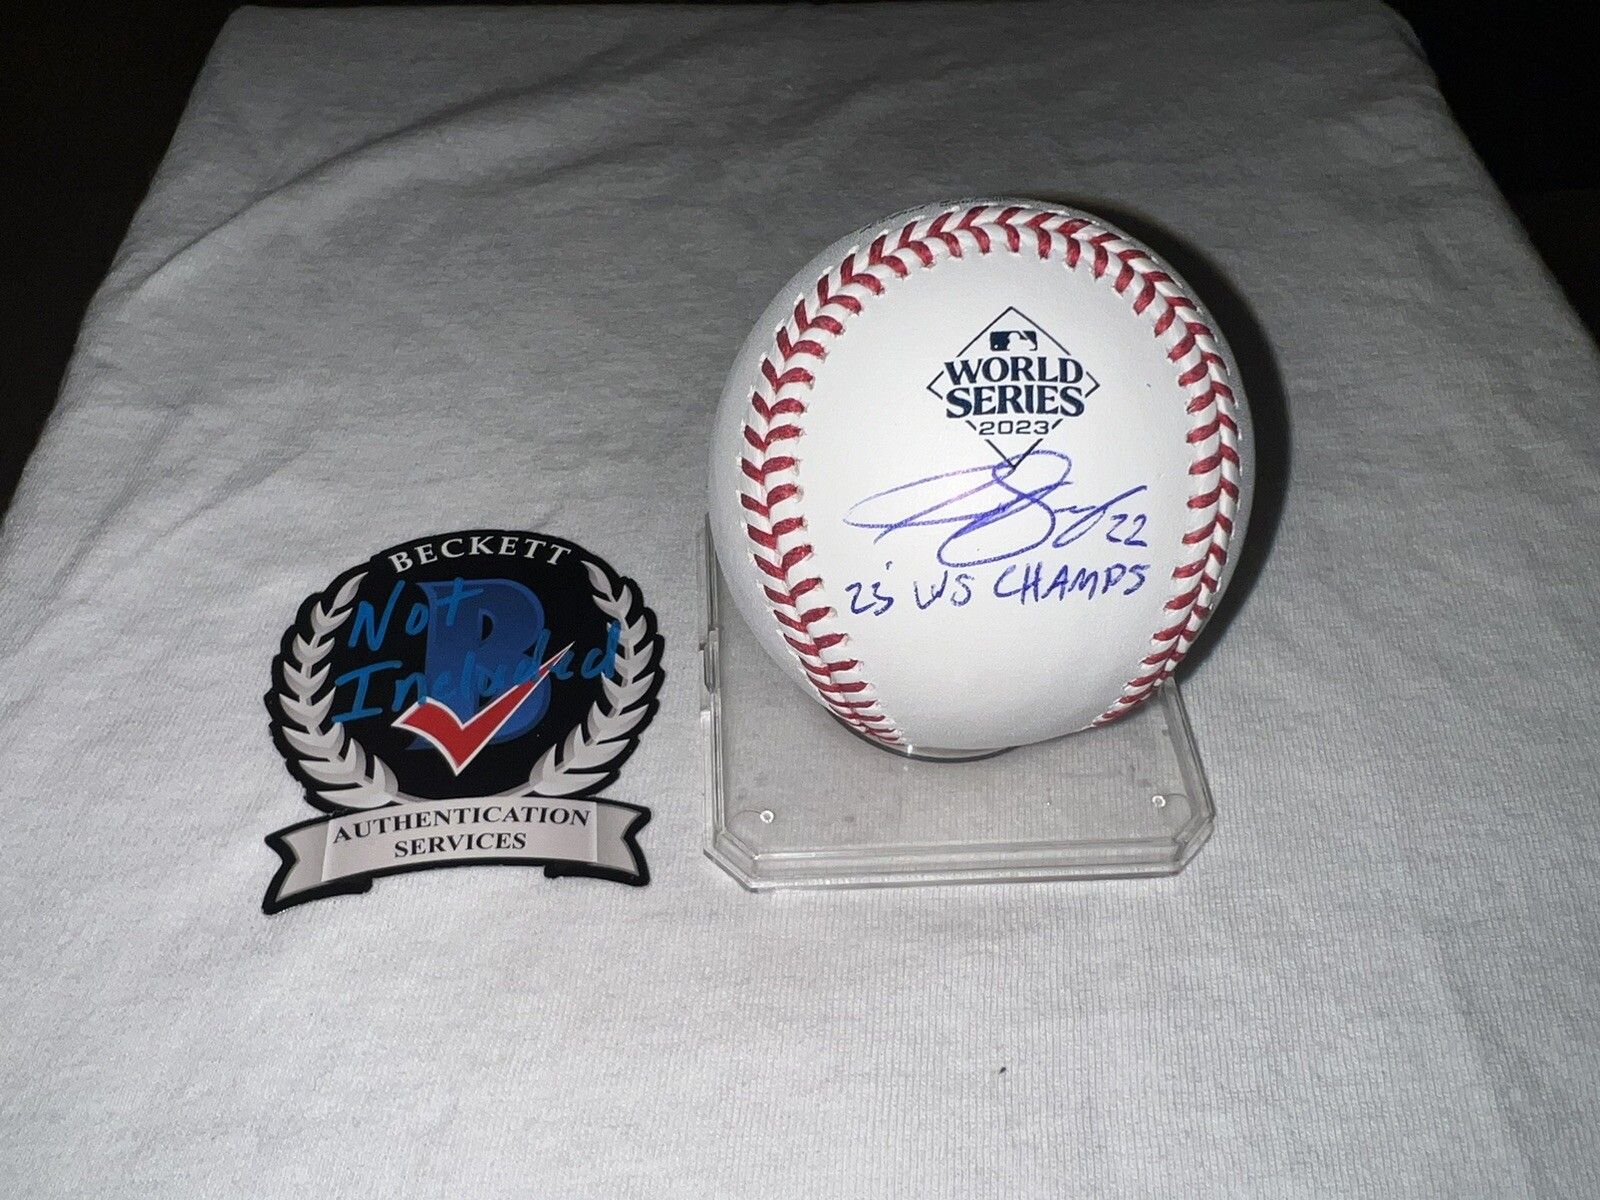 BECKETT
Not
Included
B
AUTHENTICATION
SERVICES
WORLD
SERIES
2023
22
23' WS CHAMPS